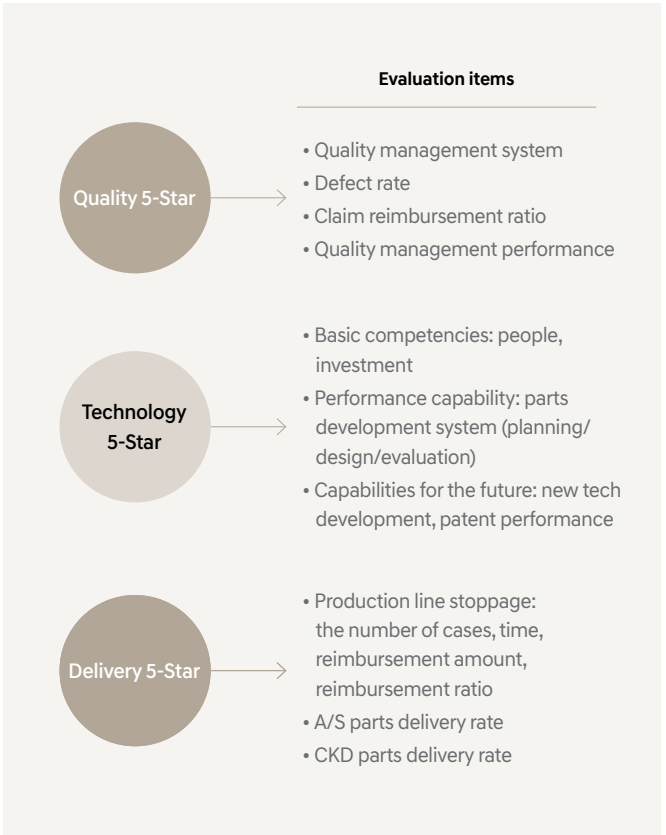 Evaluation items
Quality 5-Star
• Quality management system
• Defect rate
• Claim reimbursement ratio
• Quality management performance
Technology
5-Star
• Basic competencies: people,
investment
• Performance capability: parts
development system (planning/
design/evaluation)
• Capabilities for the future: new tech
development, patent performance
Delivery 5-Star
• Production line stoppage:
the number of cases, time,
reimbursement amount,
reimbursement ratio
• A/S parts delivery rate
• CKD parts delivery rate